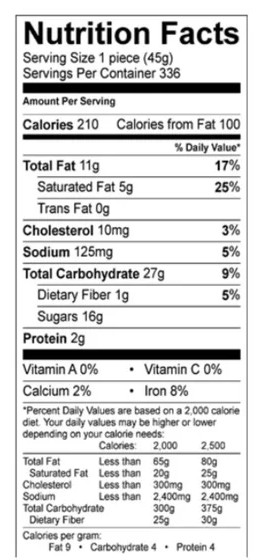 Nutrition Facts
Serving Size 1 piece (45g)
Servings Per Container 336
Amount Per Serving
Calories 210 Calories from Fat 100
% Daily Value*
Total Fat 11g 17%
Saturated Fat 5g 25%
Trans Fat 0g
Cholesterol 10mg 3%
Sodium 125mg 5%
Total Carbohydrate 27g 9%
Dietary Fiber 1g 5%
Sugars 16g
Protein 2g
Vitamin A 0% • Vitamin C 0%
Calcium 2% • Iron 8%
*Percent Daily Values are based on a 2,000 calorie
diet. Your daily values may be higher or lower
depending on your calorie needs:
Calories: 2,000 2,500
Total Fat Less than 65g 80g
Saturated Fat Less than 20g 25g
Cholesterol Less than 300mg 300mg
Sodium Less than 2,400mg 2,400mg
Total Carbohydrate 300g 375g
Dietary Fiber 25g 30g
Calories per gram:
Fat 9 • Carbohydrate 4 • Protein 4